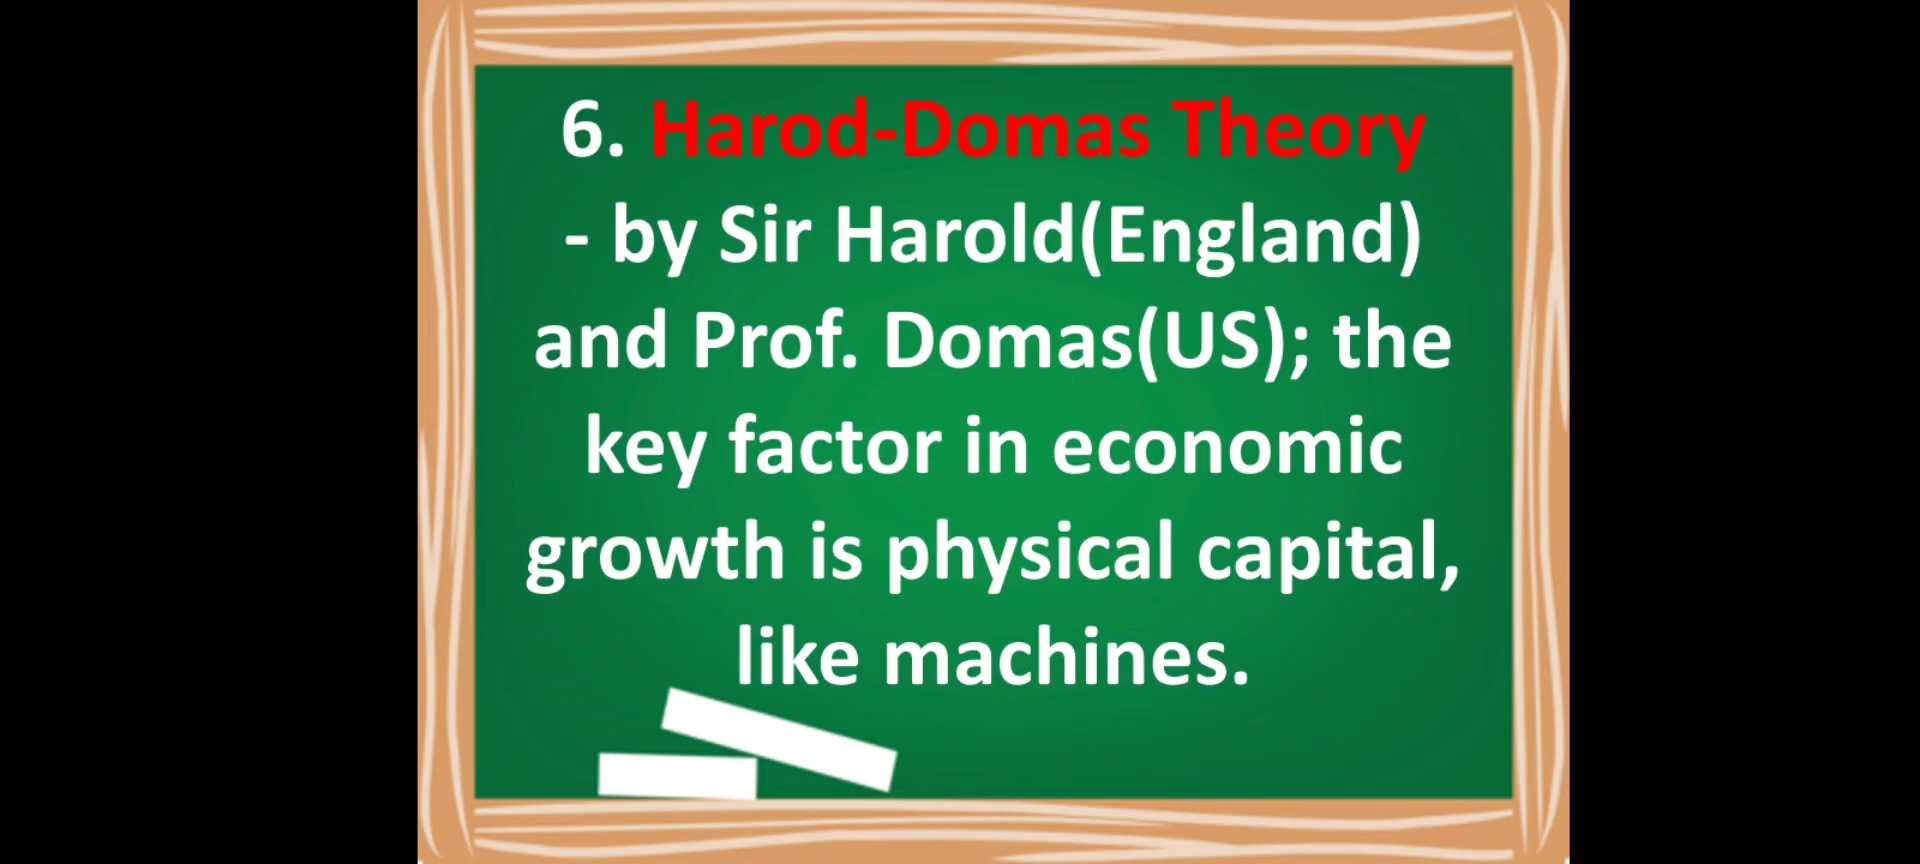 6. Harod-Domas Theory
- by Sir Harold(England)
and Prof. Domas(US); the
key factor in economic
growth is physical capital,
like machines.